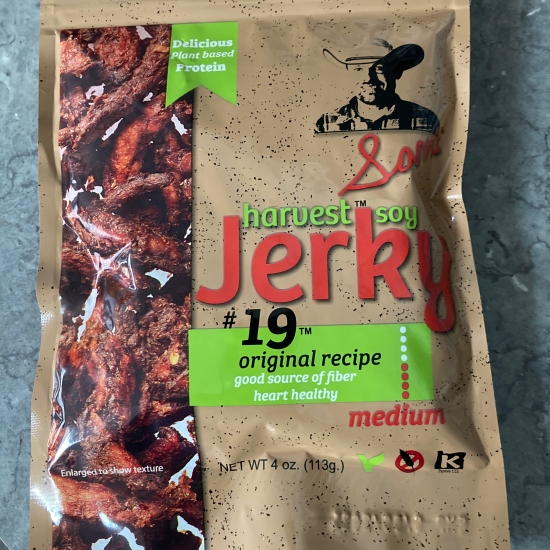 Delicious
Plant based
Protein
harvest™ soy
Jerky
#19™
original recipe
good source of fiber
heart healthy
medium
Enlarged to show texture
NET WT 4 oz. (113g.)
K